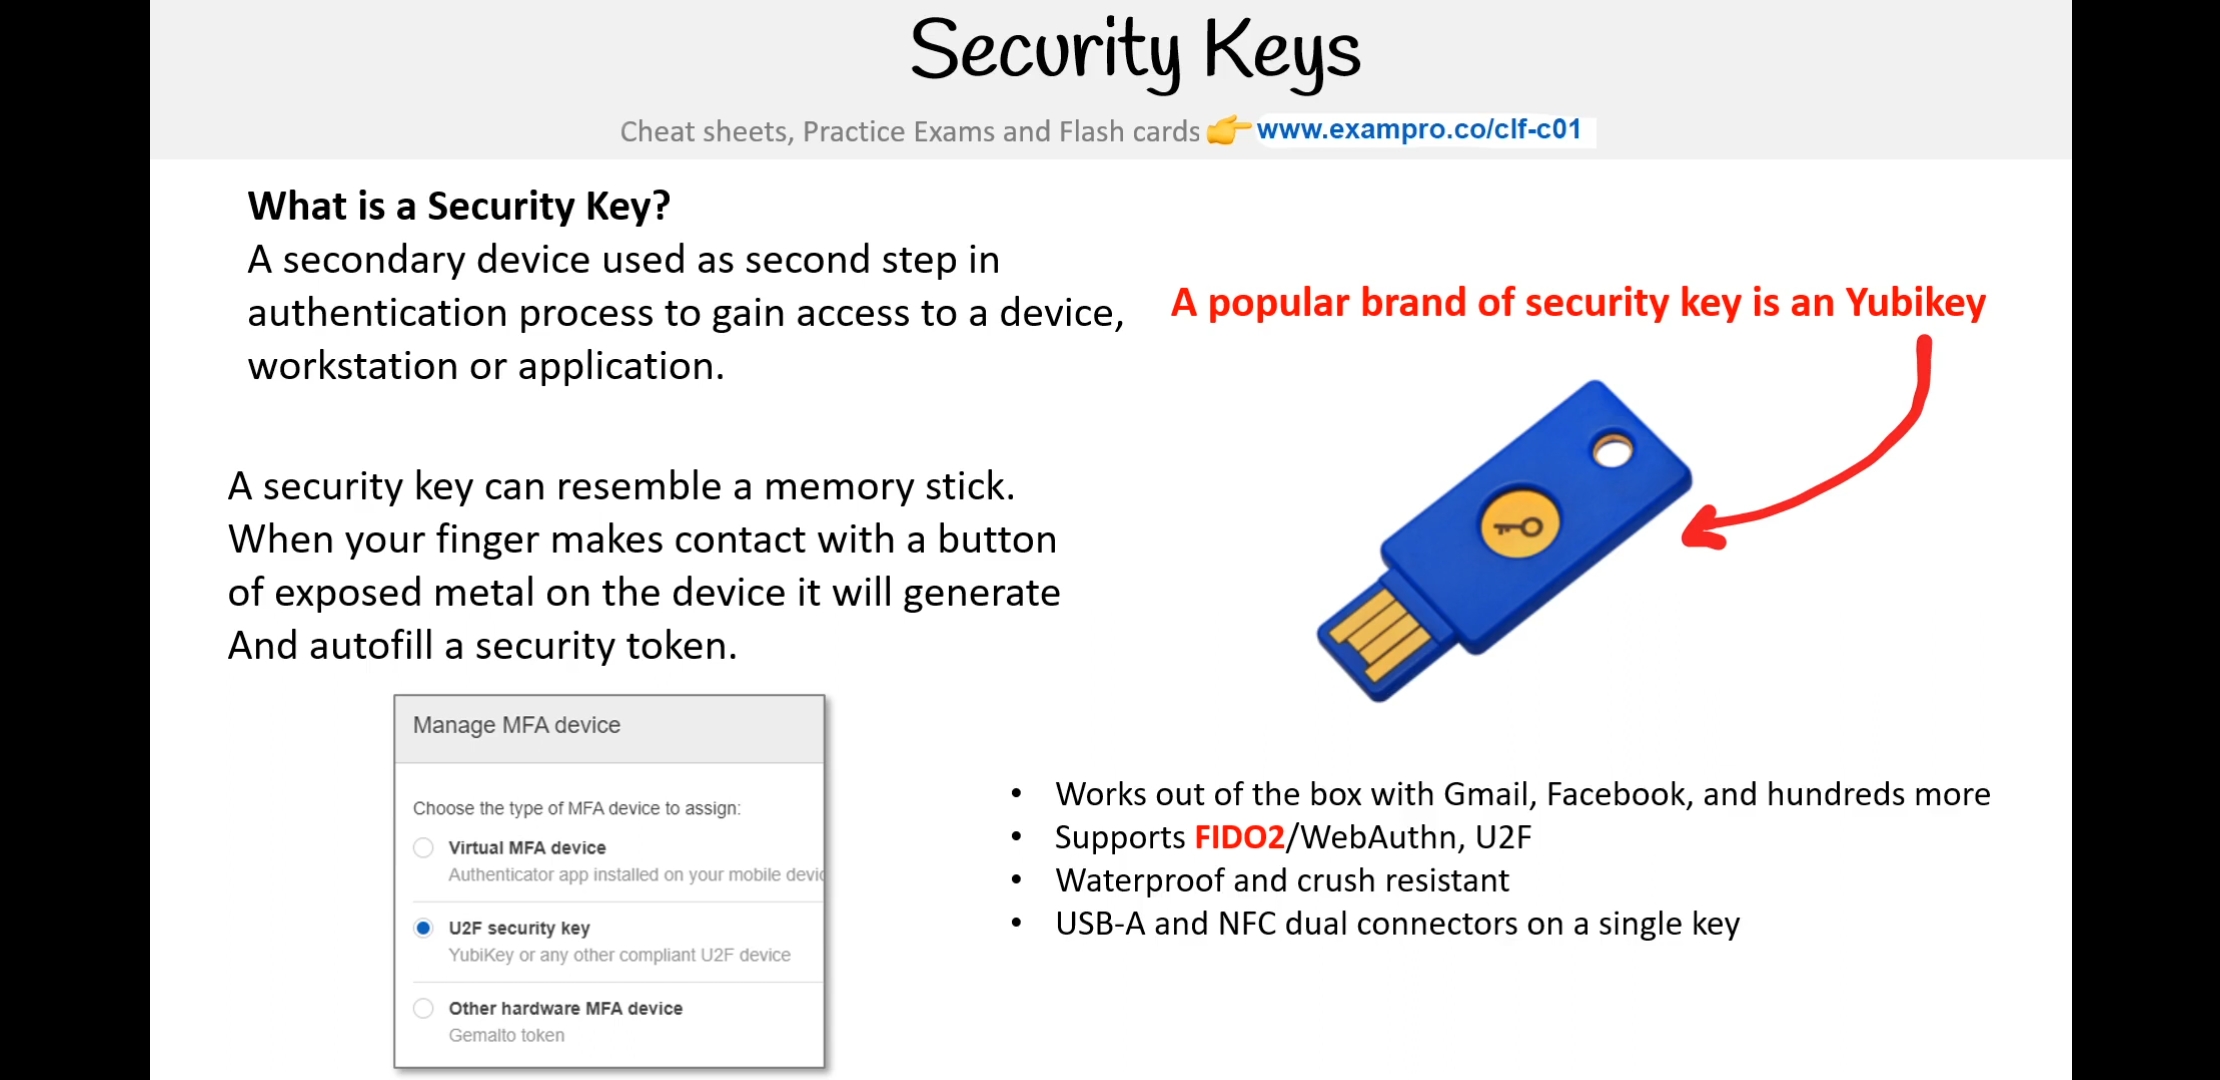 Security Keys
Cheat sheets, Practice Exams and Flash cards 👉 www.exampro.co/clf-c01
What is a Security Key?
A secondary device used as second step in
authentication process to gain access to a device,
workstation or application.
A security key can resemble a memory stick.
When your finger makes contact with a button
of exposed metal on the device it will generate
And autofill a security token.
Manage MFA device
Choose the type of MFA device to assign:
Virtual MFA device
Authenticator app installed on your mobile devic
U2F security key
YubiKey or any other compliant U2F device
Other hardware MFA device
Gemalto token
A popular brand of security key is an Yubikey
• Works out of the box with Gmail, Facebook, and hundreds more
• Supports FIDO2/WebAuthn, U2F
• Waterproof and crush resistant
• USB-A and NFC dual connectors on a single key